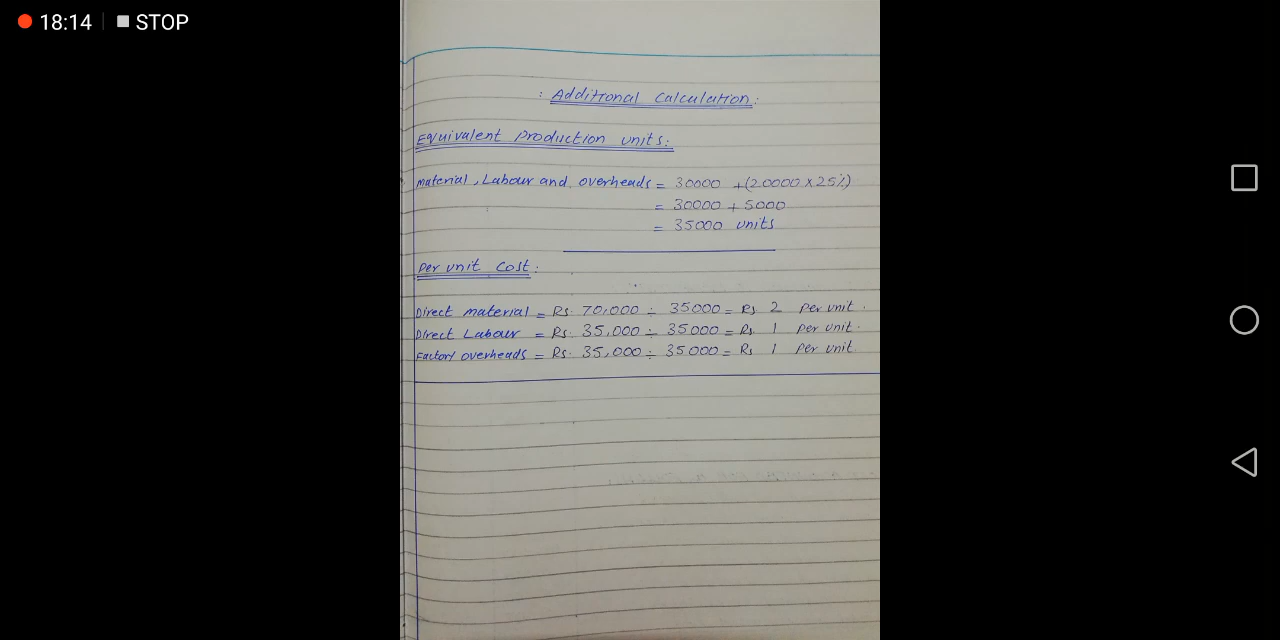 18:14 STOP
: Additional Calculation:
Equivalent Production units:
Material, Labour and overheads = 30000 + (20000 x 25%)
= 30000 + 5000
= 35000 units
Per unit Cost:
Direct material = Rs. 70,000 ÷ 35000 = Rs 2 Per unit.
Direct Labour = Rs. 35,000 ÷ 35000 = Rs. 1 Per unit.
Factory overheads = Rs. 35,000 ÷ 35000 = Rs 1 Per unit.